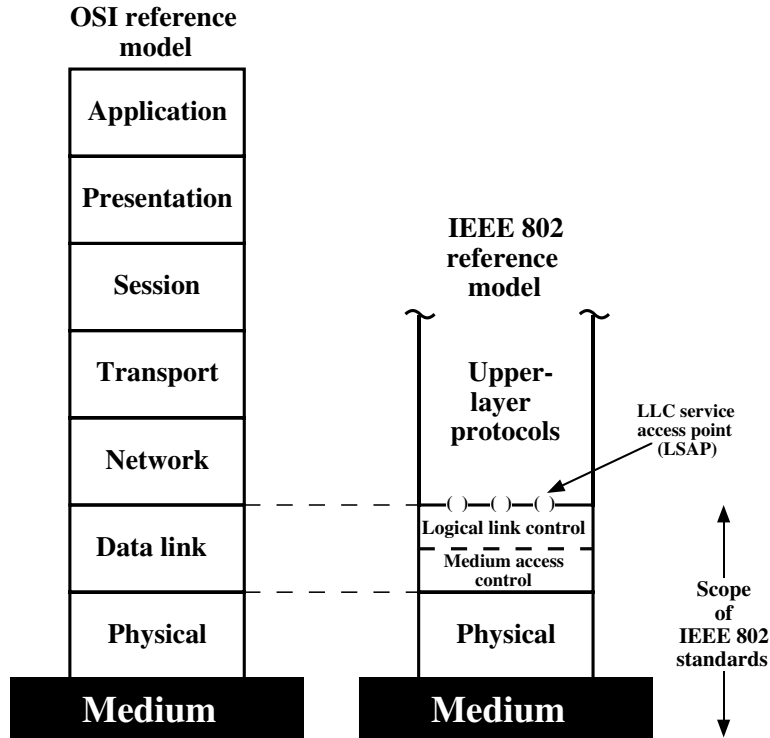 OSI reference
model
Application
Presentation
Session
Transport
Network
Data link
Physical
Medium
IEEE 802
reference
model
Upper-
layer
protocols
LLC service
access point
(LSAP)
( ) ( ) ( )
Logical link control
Medium access
control
Physical
Medium
Scope
of
IEEE 802
standards